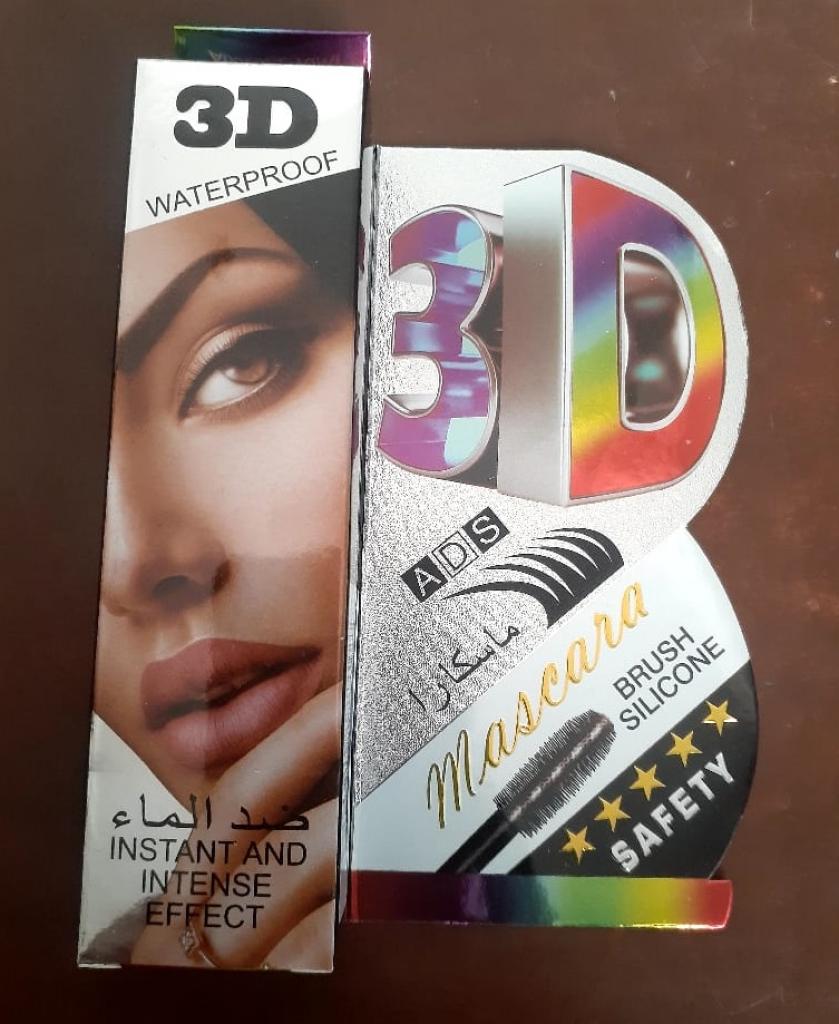 3D
WATERPROOF
ضد الماء
INSTANT AND
INTENSE
EFFECT
3D
ADS
ماسكارا
Mascara
BRUSH
SILICONE
SAFETY